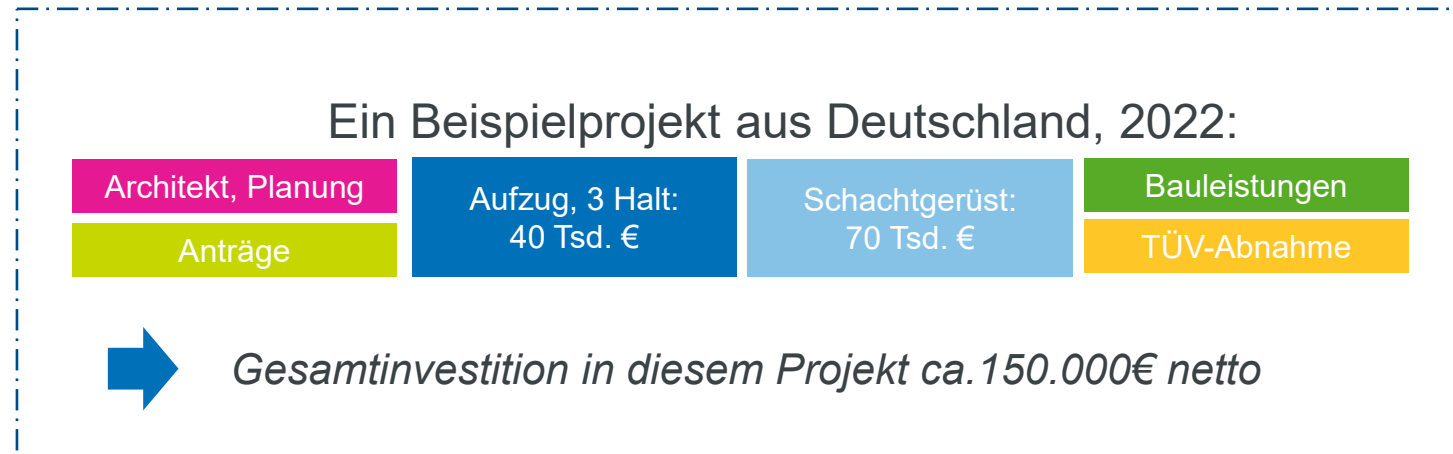 Ein Beispielprojekt aus Deutschland, 2022:
Architekt, Planung
Anträge
Aufzug, 3 Halt:
40 Tsd. €
Schachtgerüst:
70 Tsd. €
Bauleistungen
TÜV-Abnahme
Gesamtinvestition in diesem Projekt ca.150.000€ netto